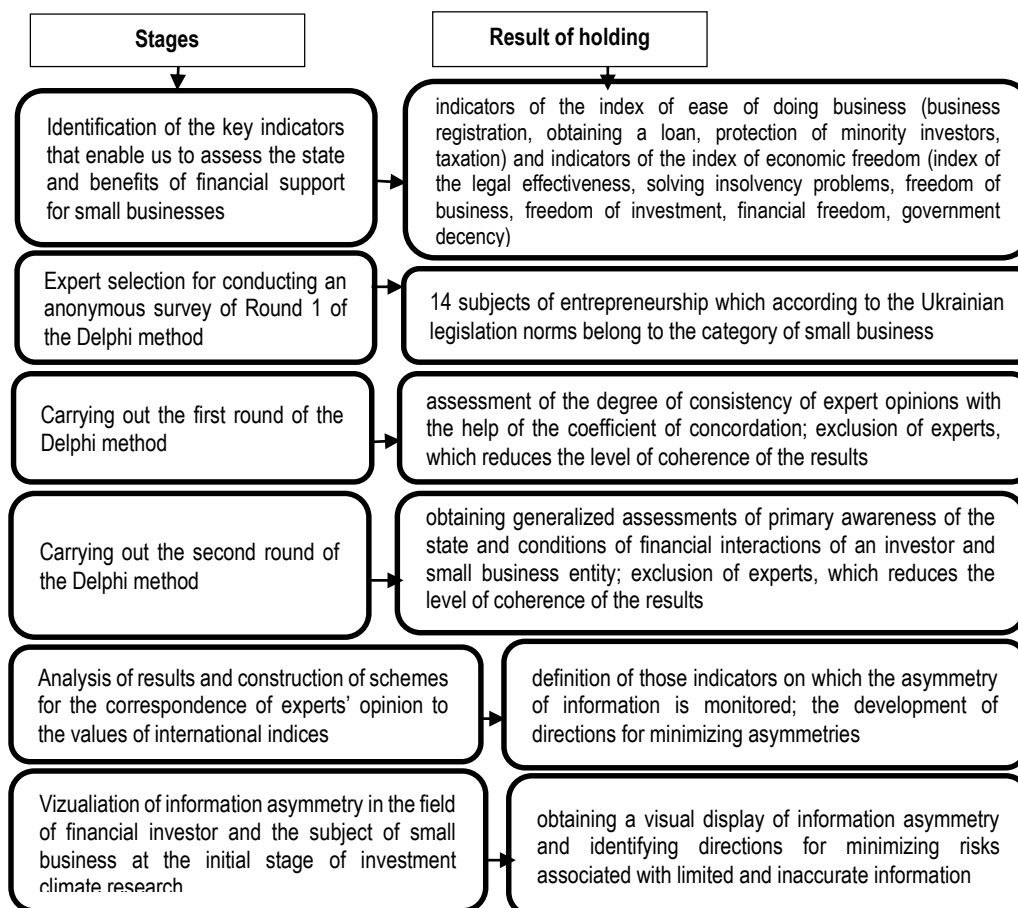 Stages
Result of holding
Identification of the key indicators
that enable us to assess the state
and benefits of financial support
for small businesses
indicators of the index of ease of doing business (business
registration, obtaining a loan, protection of minority investors,
taxation) and indicators of the index of economic freedom (index of
the legal effectiveness, solving insolvency problems, freedom of
business, freedom of investment, financial freedom, government
decency)
Expert selection for conducting an
anonymous survey of Round 1 of
the Delphi method
14 subjects of entrepreneurship which according to the Ukrainian
legislation norms belong to the category of small business
Carrying out the first round of the
Delphi method
assessment of the degree of consistency of expert opinions with
the help of the coefficient of concordation; exclusion of experts,
which reduces the level of coherence of the results
Carrying out the second round of
the Delphi method
obtaining generalized assessments of primary awareness of the
state and conditions of financial interactions of an investor and
small business entity; exclusion of experts, which reduces the
level of coherence of the results
Analysis of results and construction of schemes
for the correspondence of experts' opinion to
the values of international indices
definition of those indicators on which the asymmetry
of information is monitored; the development of
directions for minimizing asymmetries
Vizualiation of information asymmetry in the field
of financial investor and the subject of small
business at the initial stage of investment
climate research
obtaining a visual display of information asymmetry
and identifying directions for minimizing risks
associated with limited and inaccurate information